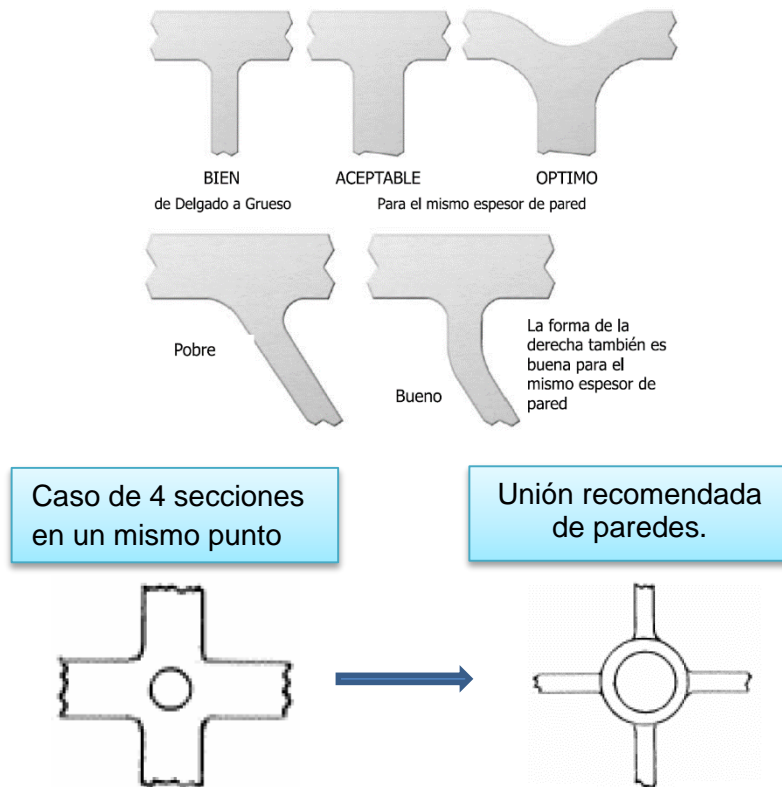 BIEN
ACEPTABLE
OPTIMO
de Delgado a Grueso
Para el mismo espesor de pared
Pobre
Bueno
La forma de la
derecha también es
buena para el
mismo espesor de
pared
Caso de 4 secciones
en un mismo punto
Unión recomendada
de paredes.